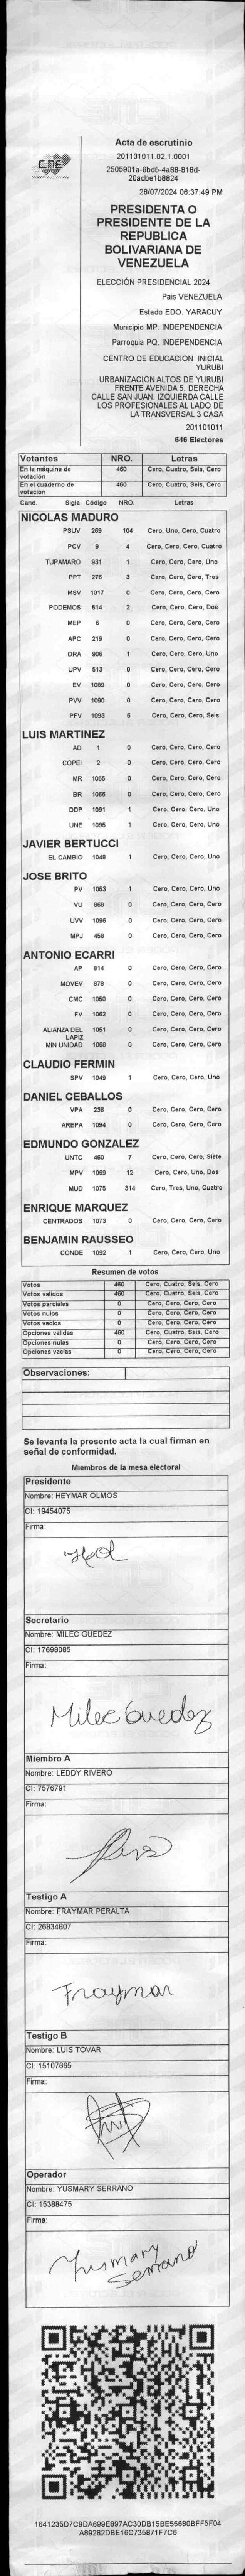 CNE
Acta de escrutinio
201101011.02.1.0001
2505901a-6bd5-4a88-818d-
20adbe1b8824
28/07/2024 06:37:49 PM
PRESIDENTA O
PRESIDENTE DE LA
REPUBLICA
BOLIVARIANA DE
VENEZUELA
ELECCIÓN PRESIDENCIAL 2024
Pais VENEZUELA
Estado EDO. YARACUY
Municipio MP. INDEPENDENCIA
Parroquia PQ. INDEPENDENCIA
CENTRO DE EDUCACION INICIAL
YURUBI
URBANIZACION ALTOS DE YURUBI
FRENTE AVENIDA 5. DERECHA
CALLE SAN JUAN. IZQUIERDA CALLE
LOS PROFESIONALES AL LADO DE
LA TRANSVERSAL 3 CASA
201101011
646 Electores
Votantes NRO. Letras
En la máquina de votación 460 Cero, Cuatro, Seis, Cero
En el cuaderno de votación 460 Cero, Cuatro, Seis, Cero
Cand. Sigla Código NRO. Letras
NICOLAS MADURO
PSUV 269 104 Cero, Uno, Cero, Cuatro
PCV 9 4 Cero, Cero, Cero, Cuatro
TUPAMARO 931 1 Cero, Cero, Cero, Uno
PPT 276 3 Cero, Cero, Cero, Tres
MSV 1017 0 Cero, Cero, Cero, Cero
PODEMOS 614 2 Cero, Cero, Cero, Dos
MEP 6 0 Cero, Cero, Cero, Cero
APC 219 0 Cero, Cero, Cero, Cero
ORA 906 1 Cero, Cero, Cero, Uno
UPV 513 0 Cero, Cero, Cero, Cero
EV 1089 0 Cero, Cero, Cero, Cero
PVV 1090 0 Cero, Cero, Cero, Cero
PFV 1093 6 Cero, Cero, Cero, Seis
LUIS MARTINEZ
AD 1 0 Cero, Cero, Cero, Cero
COPEI 2 0 Cero, Cero, Cero, Cero
MR 1065 0 Cero, Cero, Cero, Cero
BR 1066 0 Cero, Cero, Cero, Cero
DDP 1091 1 Cero, Cero, Cero, Uno
UNE 1095 1 Cero, Cero, Cero, Uno
JAVIER BERTUCCI
EL CAMBIO 1048 1 Cero, Cero, Cero, Uno
JOSE BRITO
PV 1053 1 Cero, Cero, Cero, Uno
VU 869 0 Cero, Cero, Cero, Cero
UVV 1096 0 Cero, Cero, Cero, Cero
MPJ 458 0 Cero, Cero, Cero, Cero
ANTONIO ECARRI
AP 814 0 Cero, Cero, Cero, Cero
MOVEV 878 0 Cero, Cero, Cero, Cero
CMC 1050 0 Cero, Cero, Cero, Cero
FV 1062 0 Cero, Cero, Cero, Cero
ALIANZA DEL LAPIZ 1051 0 Cero, Cero, Cero, Cero
MIN UNIDAD 1068 0 Cero, Cero, Cero, Cero
CLAUDIO FERMIN
SPV 1049 1 Cero, Cero, Cero, Uno
DANIEL CEBALLOS
VPA 236 0 Cero, Cero, Cero, Cero
AREPA 1094 0 Cero, Cero, Cero, Cero
EDMUNDO GONZALEZ
UNTC 460 7 Cero, Cero, Cero, Siete
MPV 1069 12 Cero, Cero, Uno, Dos
MUD 1075 314 Cero, Tres, Uno, Cuatro
ENRIQUE MARQUEZ
CENTRADOS 1073 0 Cero, Cero, Cero, Cero
BENJAMIN RAUSSEO
CONDE 1092 1 Cero, Cero, Cero, Uno
Resumen de votos
Votos 460 Cero, Cuatro, Seis, Cero
Votos validos 460 Cero, Cuatro, Seis, Cero
Votos parciales 0 Cero, Cero, Cero, Cero
Votos nulos 0 Cero, Cero, Cero, Cero
Votos vacios 0 Cero, Cero, Cero, Cero
Opciones validas 460 Cero, Cuatro, Seis, Cero
Opciones nulas 0 Cero, Cero, Cero, Cero
Opciones vacias 0 Cero, Cero, Cero, Cero
Observaciones:
Se levanta la presente acta la cual firman en
señal de conformidad.
Miembros de la mesa electoral
Presidente
Nombre: HEYMAR OLMOS
CI: 19454075
Firma:
Secretario
Nombre: MILEC GUEDEZ
CI: 17698085
Firma:
Milec Guedez
Miembro A
Nombre: LEDDY RIVERO
CI: 7576791
Firma:
Testigo A
Nombre: FRAYMAR PERALTA
CI: 26834807
Firma:
Fraymar
Testigo B
Nombre: LUIS TOVAR
CI: 15107665
Firma:
Operador
Nombre: YUSMARY SERRANO
CI: 15388475
Firma:
Yusmary
Serrano
1641235D7C8DA699E897AC30DB15BE55680BFF5F04
A89282DBE16C735871F7C6